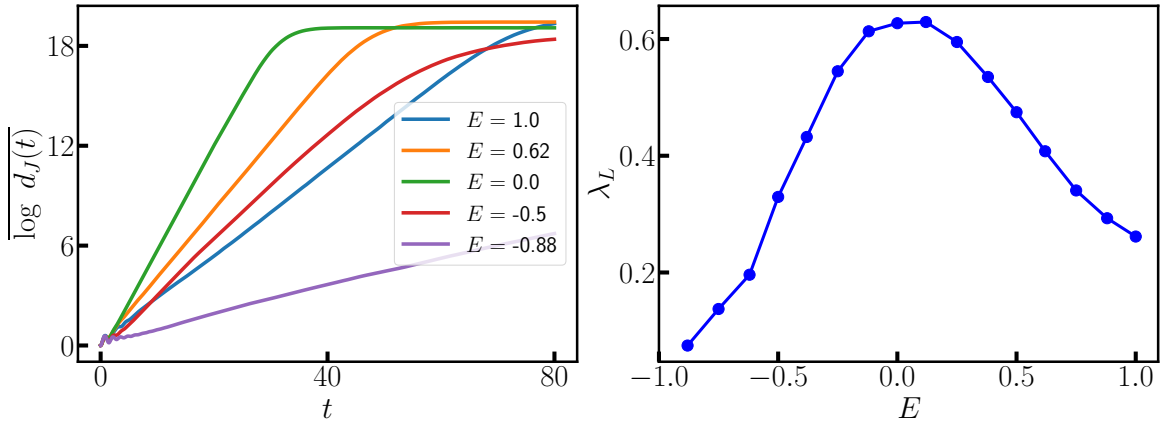 18
12
6
0
0
40
80
t
log d_J(t)
E = 1.0
E = 0.62
E = 0.0
E = -0.5
E = -0.88
0.6
0.4
0.2
−1.0
−0.5
0.0
0.5
1.0
E
λ_L